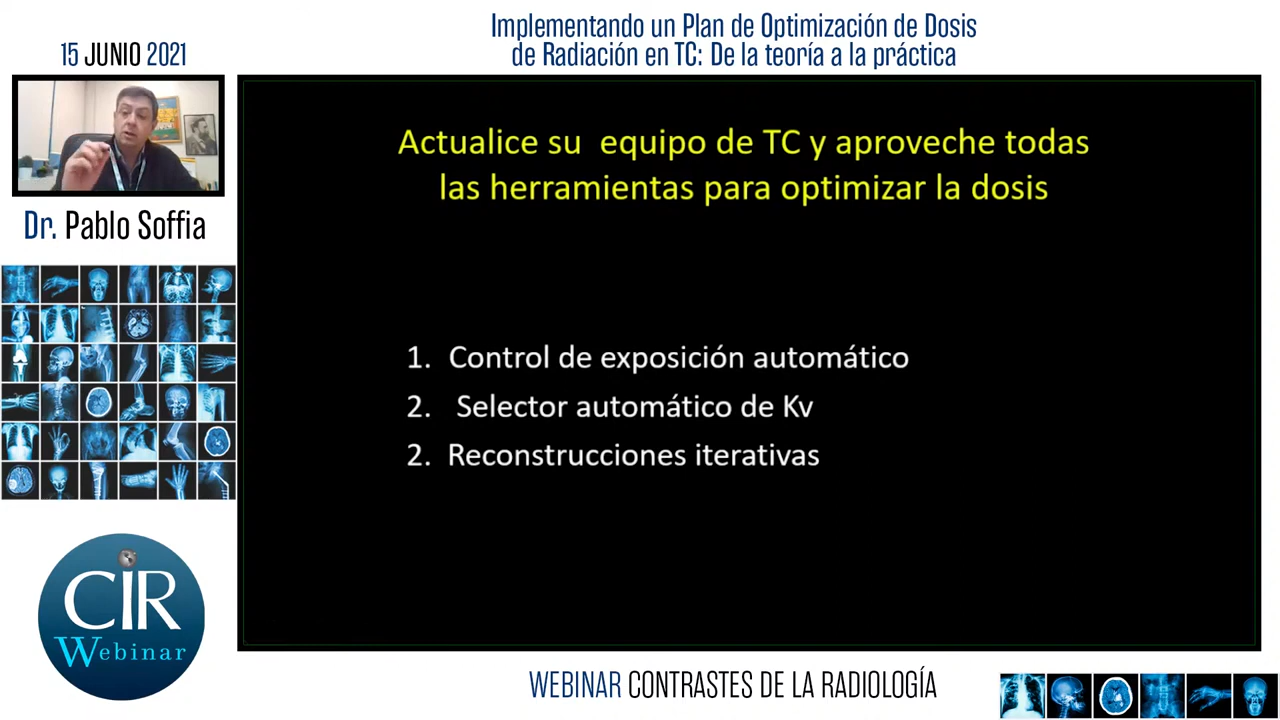 Implementando un Plan de Optimización de Dosis
de Radiación en TC: De la teoría a la práctica
15 JUNIO 2021
Dr. Pablo Soffia
Actualice su  equipo de TC y aproveche todas
las herramientas para optimizar la dosis
1. Control de exposición automático
2. Selector automático de Kv
2. Reconstrucciones iterativas
CIR
Webinar
WEBINAR CONTRASTES DE LA RADIOLOGÍA